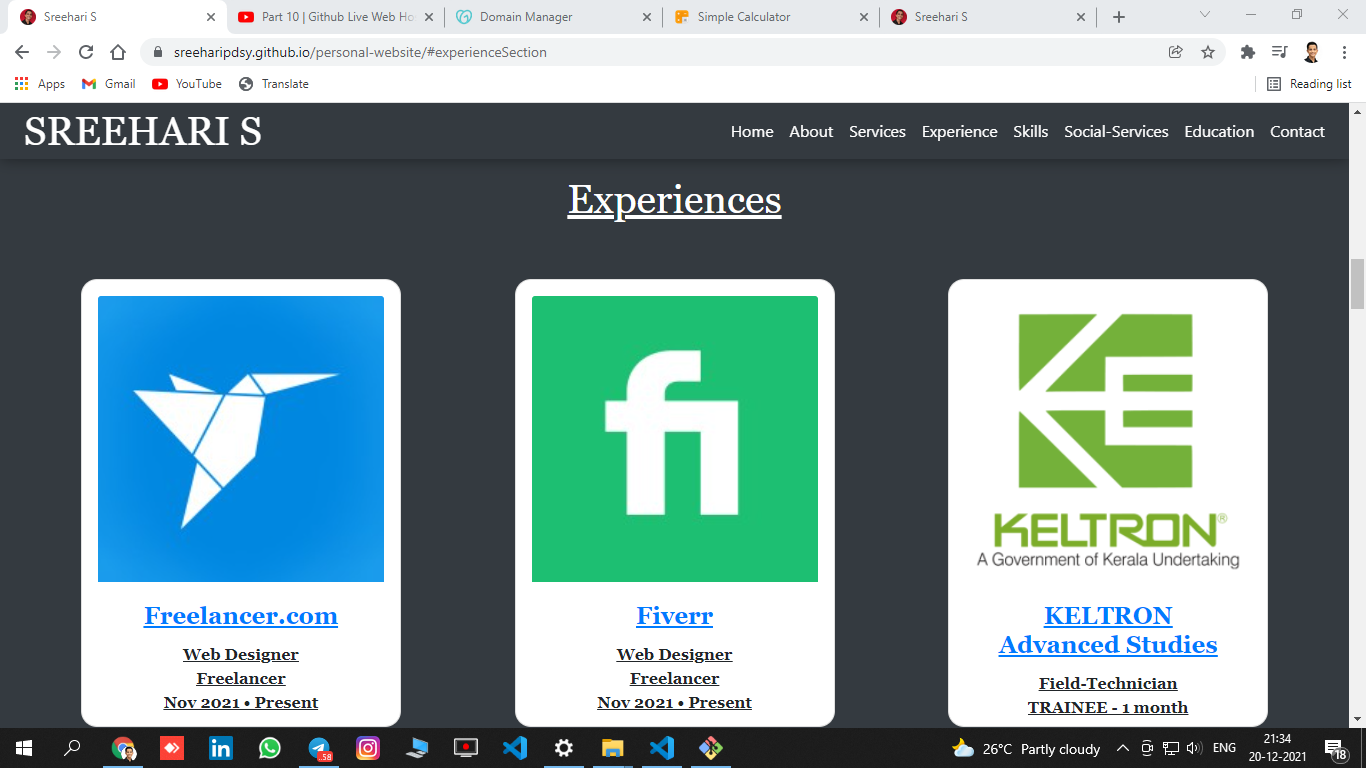 Sreehari S
Part 10 | Github Live Web Ho
Domain Manager
Simple Calculator
Sreehari S
sreeharipdsy.github.io/personal-website/#experienceSection
Apps
Gmail
YouTube
Translate
Reading list
SREEHARI S
Home About Services Experience Skills Social-Services Education Contact
Experiences
fi
Freelancer.com
Web Designer
Freelancer
Nov 2021 • Present
Fiverr
Web Designer
Freelancer
Nov 2021 • Present
KE
KELTRON®
A Government of Kerala Undertaking
KELTRON
Advanced Studies
Field-Technician
TRAINEE - 1 month
58
26°C Partly cloudy
ENG
21:34
20-12-2021
18